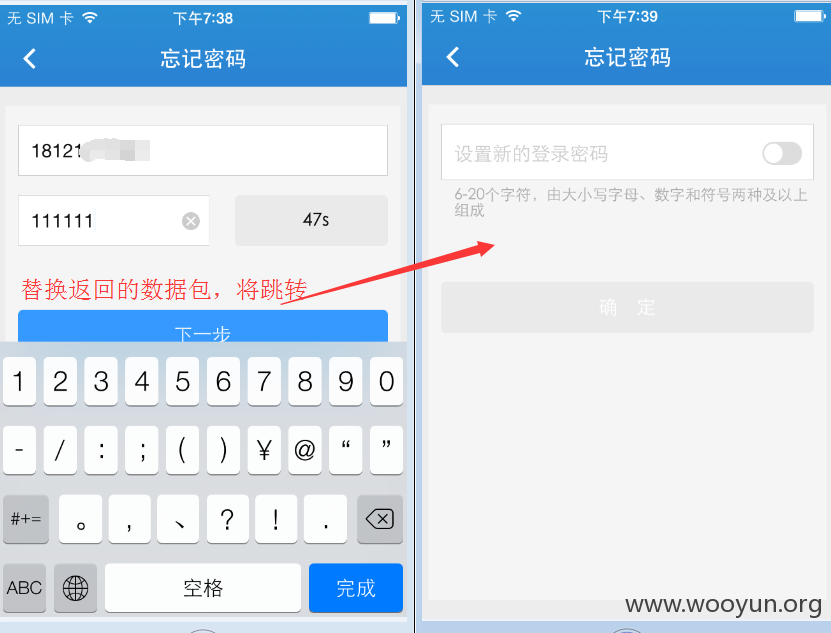 无 SIM 卡 下午7:38
忘记密码
18121
111111 47s
替换返回的数据包，将跳转
下一步
1 2 3 4 5 6 7 8 9 0
- / : ; ( ) ¥ @ “ ”
#+= 。 , 、 ? ! .
ABC 空格 完成
无 SIM 卡 下午7:39
忘记密码
设置新的登录密码
6-20个字符，由大小写字母、数字和符号两种及以上
组成
确 定
www.wooyun.org